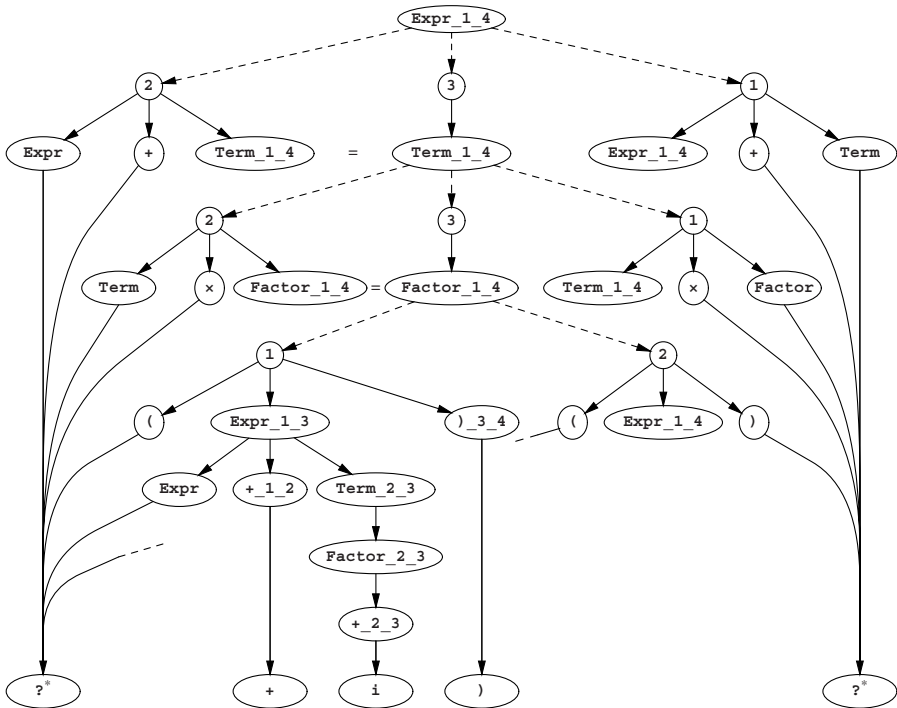 Expr_1_4
2 3 1
Expr + Term_1_4 = Term_1_4 Expr_1_4 + Term
2 3 1
Term × Factor_1_4 = Factor_1_4 Term_1_4 × Factor
1 2
( Expr_1_3 )_3_4 ( Expr_1_4 )
Expr +_1_2 Term_2_3
Factor_2_3
+_2_3
?* + i ) ?*